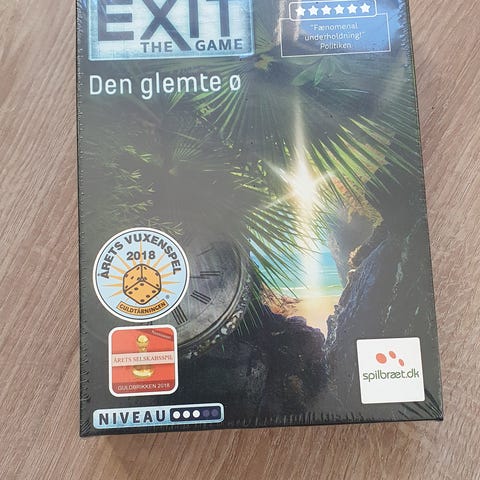 EXIT
THE GAME
"Fænomenal
underholdning!"
Politiken
Den glemte ø
ÅRETS VUXENSPEL
2018
GULDTÄRNINGEN
ÅRETS SELSKABSSPIL
GULDBRIKKEN 2018
spilbræt.dk
NIVEAU